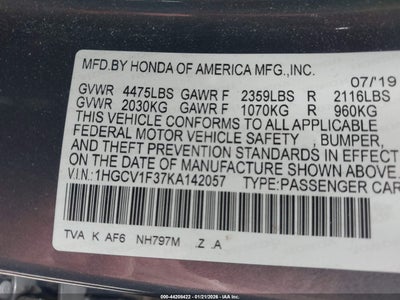 MFD.BY HONDA OF AMERICA MFG.,INC.
07/'19
GVWR 4475LBS GAWR F 2359LBS R 2116LBS
GVWR 2030KG GAWR F 1070KG R 960KG
THIS VEHICLE CONFORMS TO ALL APPLICABLE
FEDERAL MOTOR VEHICLE SAFETY , BUMPER,
AND THEFT PREVENTION STANDARDS IN EFFECT
ON THE DATE OF MANUFACTURE SHOWN ABOVE.
V.I.N.:1HGCV1F37KA142057 TYPE:PASSENGER CAR
TVA K AF6 NH797M .Z .A
000-44208422 - 01/21/2026 - IAA Inc.